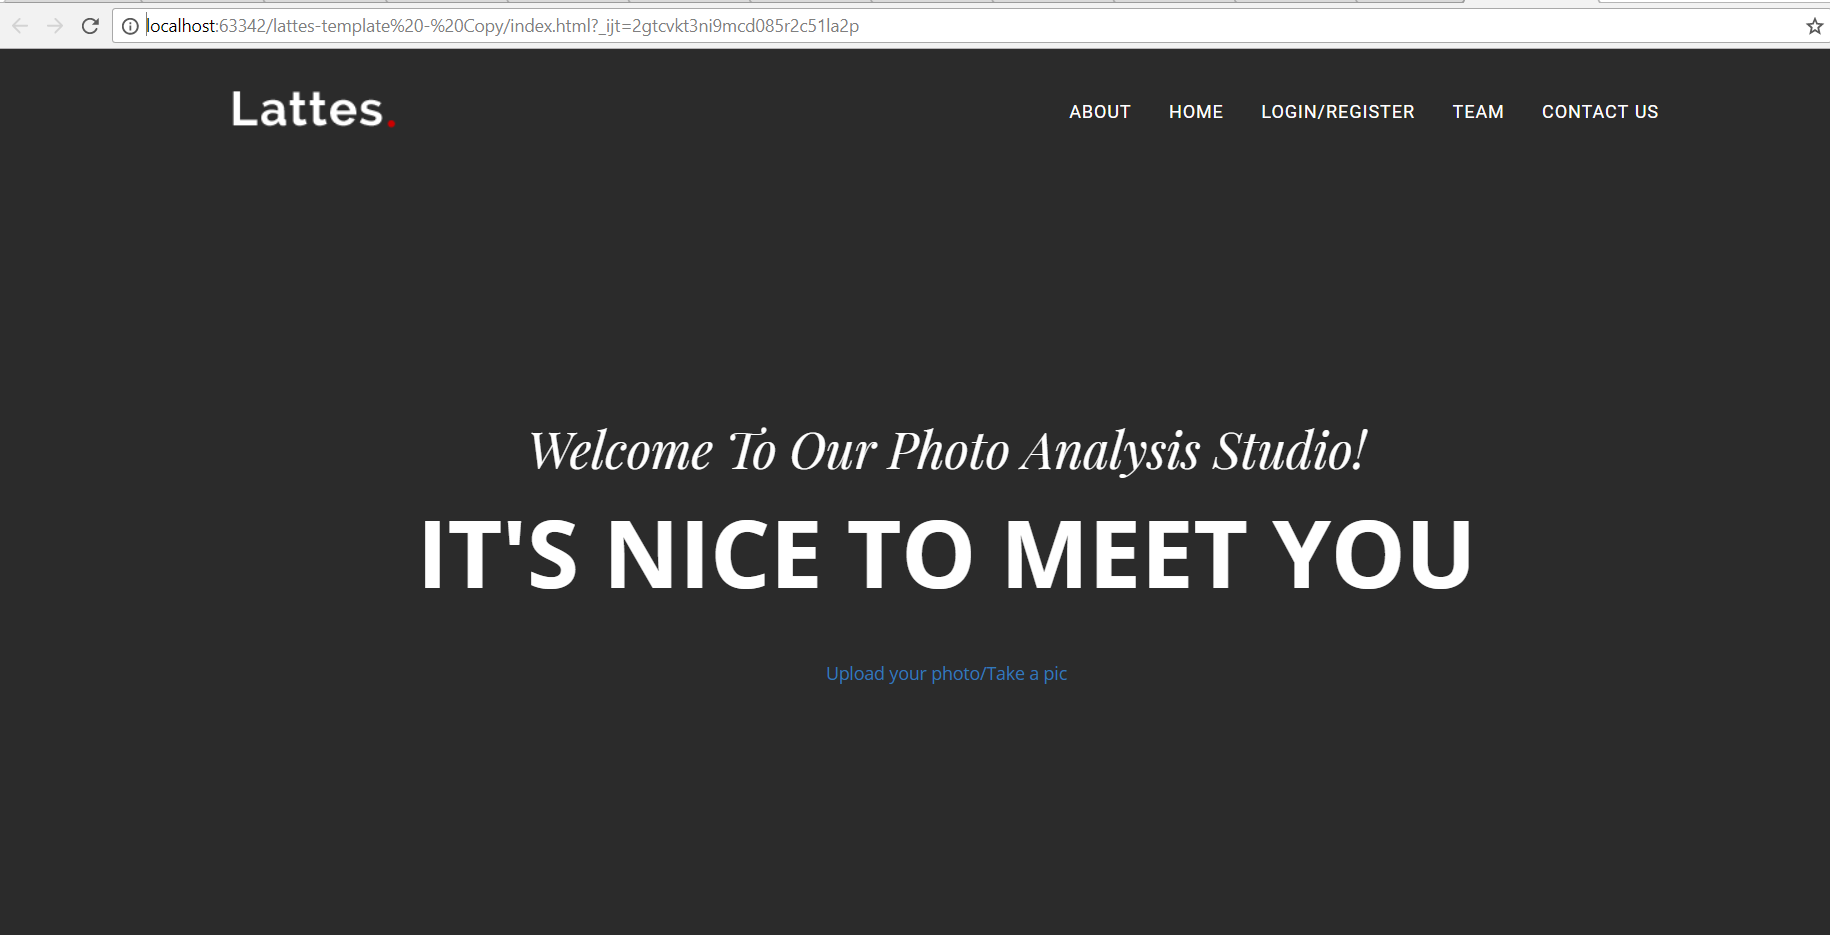 localhost:63342/lattes-template%20-%20Copy/index.html?_ijt=2gtcvkt3ni9mcd085r2c51la2p
Lattes.
ABOUT HOME LOGIN/REGISTER TEAM CONTACT US
Welcome To Our Photo Analysis Studio!
IT'S NICE TO MEET YOU
Upload your photo/Take a pic